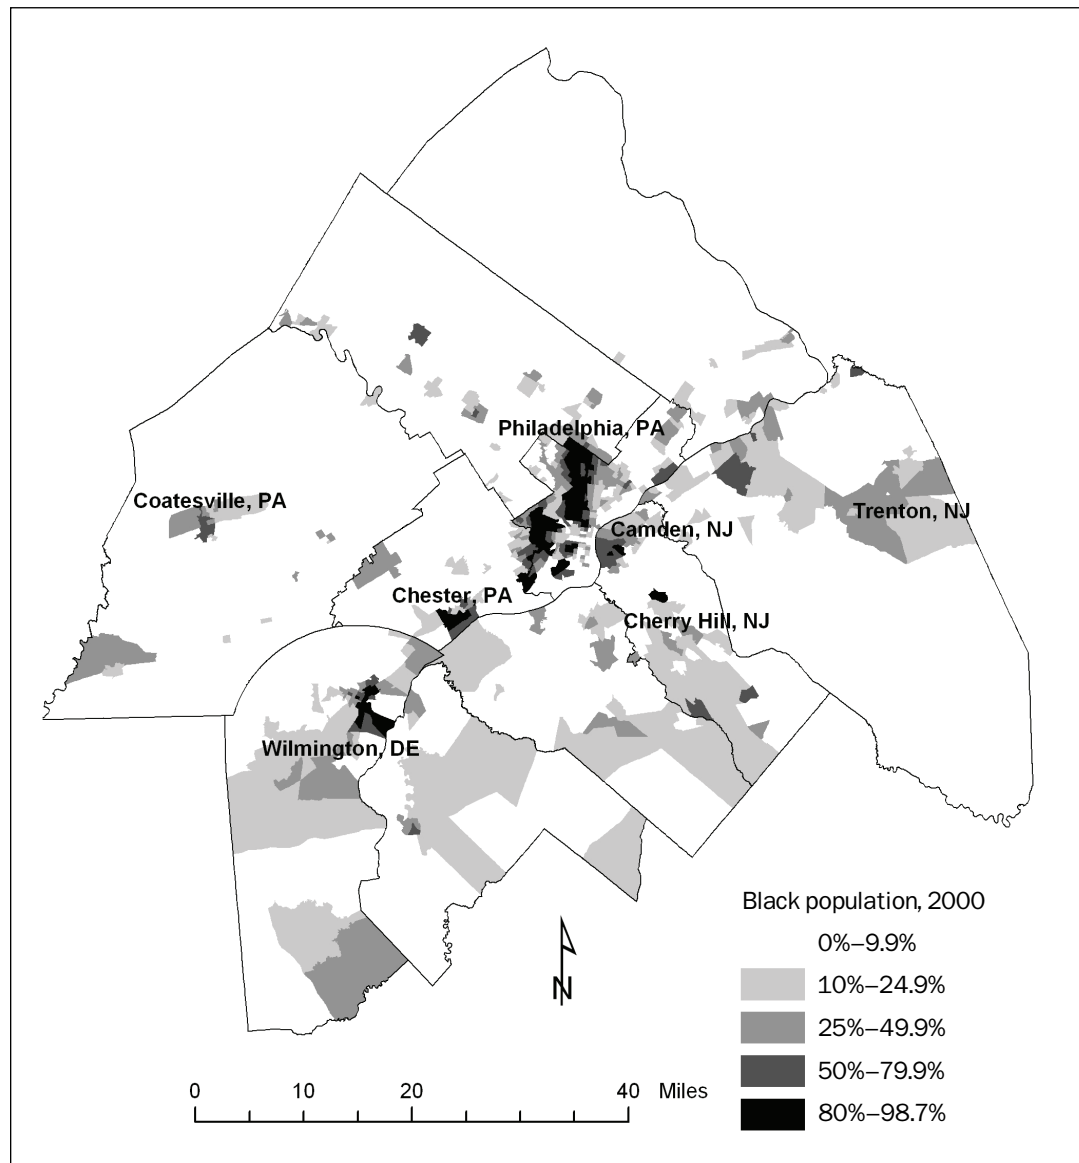 Philadelphia, PA
Coatesville, PA
Trenton, NJ
Camden, NJ
Chester, PA
Cherry Hill, NJ
Wilmington, DE
Black population, 2000
0%–9.9%
10%–24.9%
25%–49.9%
50%–79.9%
80%–98.7%
N
0 10 20 40 Miles